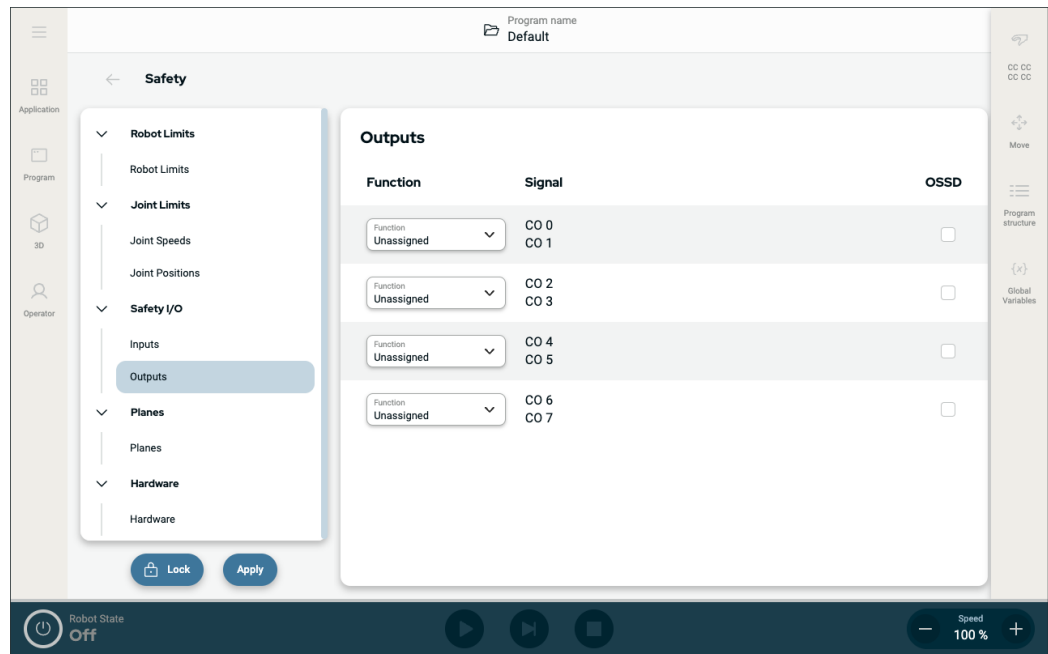 Program name
Default
CC CC
CC CC
Application
Program
3D
Operator
Safety
Robot Limits
Robot Limits
Joint Limits
Joint Speeds
Joint Positions
Safety I/O
Inputs
Outputs
Planes
Planes
Hardware
Hardware
Lock
Apply
Outputs
Function Signal OSSD
Function
Unassigned
CO 0
CO 1
Function
Unassigned
CO 2
CO 3
Function
Unassigned
CO 4
CO 5
Function
Unassigned
CO 6
CO 7
Move
Program
structure
{x}
Global
Variables
Robot State
Off
Speed
100 %